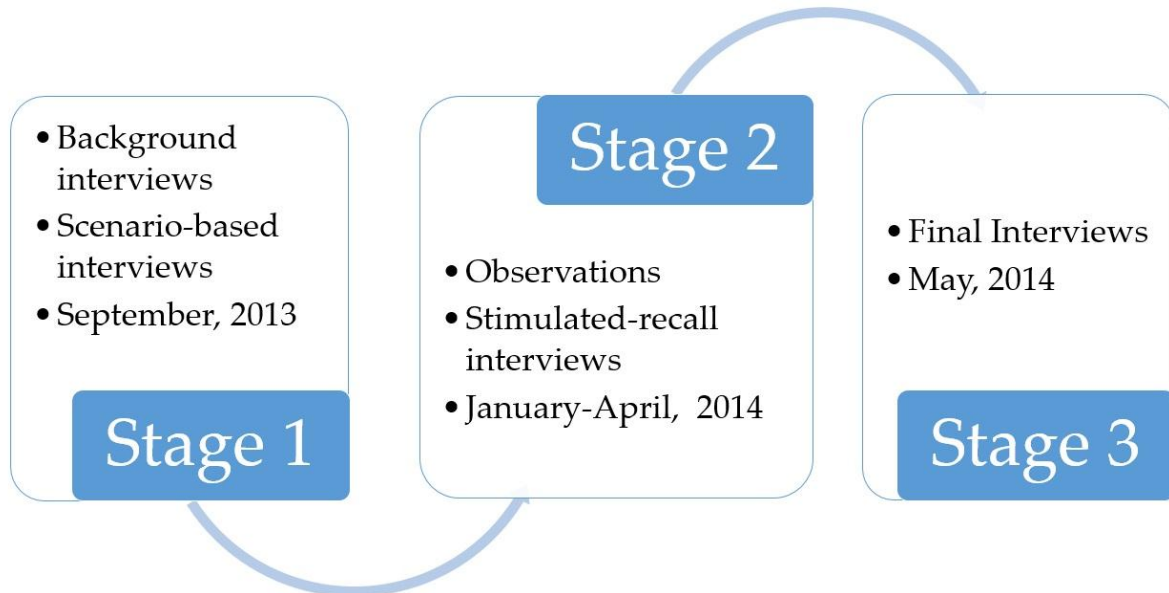 • Background
interviews
• Scenario-based
interviews
• September, 2013
Stage 1
Stage 2
• Observations
• Stimulated-recall
interviews
• January-April, 2014
• Final Interviews
• May, 2014
Stage 3